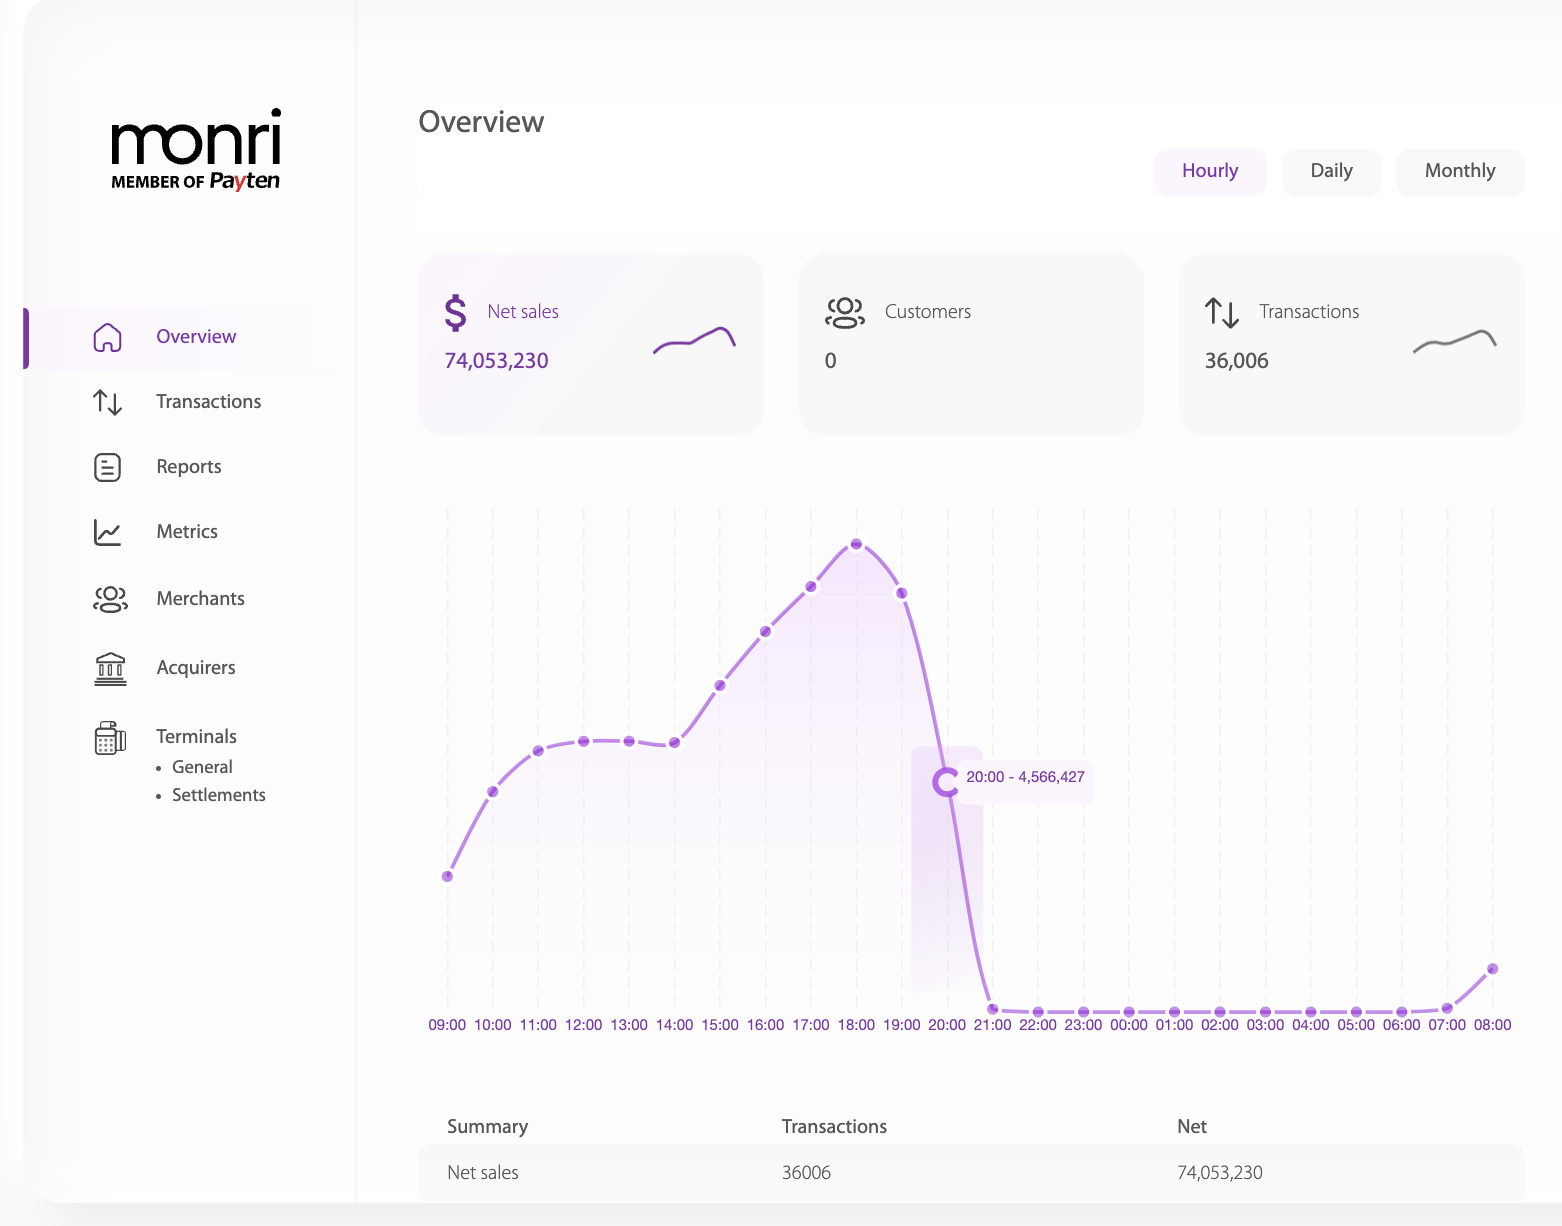 monri
MEMBER OF Payten
Overview
Transactions
Reports
Metrics
Merchants
Acquirers
Terminals
• General
• Settlements
Overview
Hourly Daily Monthly
$ Net sales
74,053,230
Customers
0
Transactions
36,006
20:00 - 4,566,427
09:00 10:00 11:00 12:00 13:00 14:00 15:00 16:00 17:00 18:00 19:00 20:00 21:00 22:00 23:00 00:00 01:00 02:00 03:00 04:00 05:00 06:00 07:00 08:00
Summary Transactions Net
Net sales 36006 74,053,230